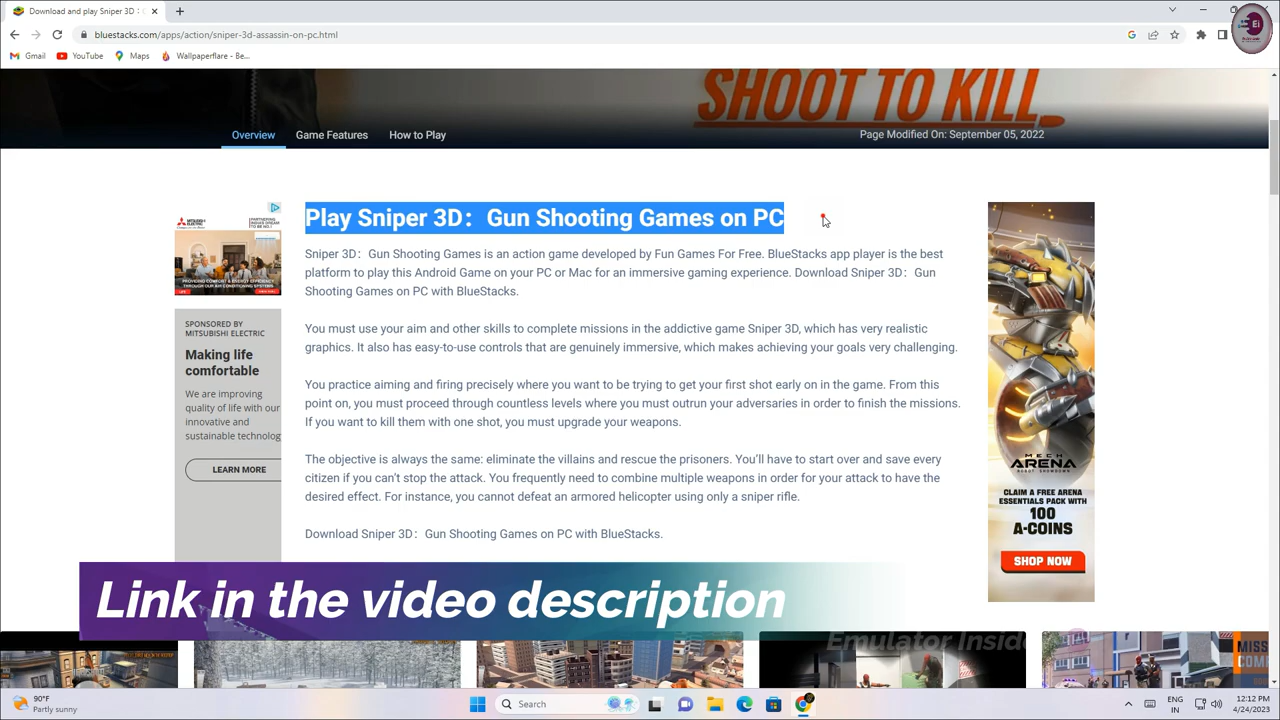 Download and play Sniper 3D :
bluestacks.com/apps/action/sniper-3d-assassin-on-pc.html
Gmail
YouTube
Maps
Wallpaperflare - Be...
Ei
SHOOT TO KILL
Overview
Game Features
How to Play
Page Modified On: September 05, 2022
Play Sniper 3D： Gun Shooting Games on PC
Sniper 3D： Gun Shooting Games is an action game developed by Fun Games For Free. BlueStacks app player is the best
platform to play this Android Game on your PC or Mac for an immersive gaming experience. Download Sniper 3D： Gun
Shooting Games on PC with BlueStacks.
You must use your aim and other skills to complete missions in the addictive game Sniper 3D, which has very realistic
graphics. It also has easy-to-use controls that are genuinely immersive, which makes achieving your goals very challenging.
You practice aiming and firing precisely where you want to be trying to get your first shot early on in the game. From this
point on, you must proceed through countless levels where you must outrun your adversaries in order to finish the missions.
If you want to kill them with one shot, you must upgrade your weapons.
The objective is always the same: eliminate the villains and rescue the prisoners. You’ll have to start over and save every
citizen if you can’t stop the attack. You frequently need to combine multiple weapons in order for your attack to have the
desired effect. For instance, you cannot defeat an armored helicopter using only a sniper rifle.
Download Sniper 3D： Gun Shooting Games on PC with BlueStacks.
MITSUBISHI
ELECTRIC
SPONSORED BY
MITSUBISHI ELECTRIC
Making life
comfortable
We are improving
quality of life with our
innovative and
sustainable technolog
LEARN MORE
MECH
ARENA
CLAIM A FREE ARENA
ESSENTIALS PACK WITH
100
A-COINS
SHOP NOW
Link in the video description
Emulator Inside
90°F
Partly sunny
Search
ENG
IN
12:12 PM
4/24/2023